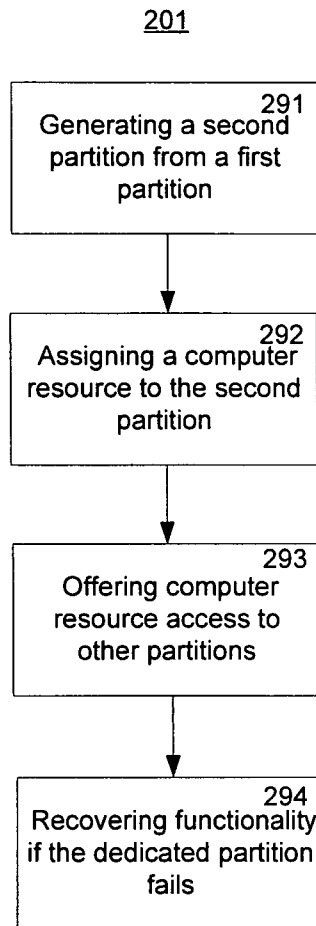 201
291
Generating a second
partition from a first
partition
292
Assigning a computer
resource to the second
partition
293
Offering computer
resource access to
other partitions
294
Recovering functionality
if the dedicated partition
fails